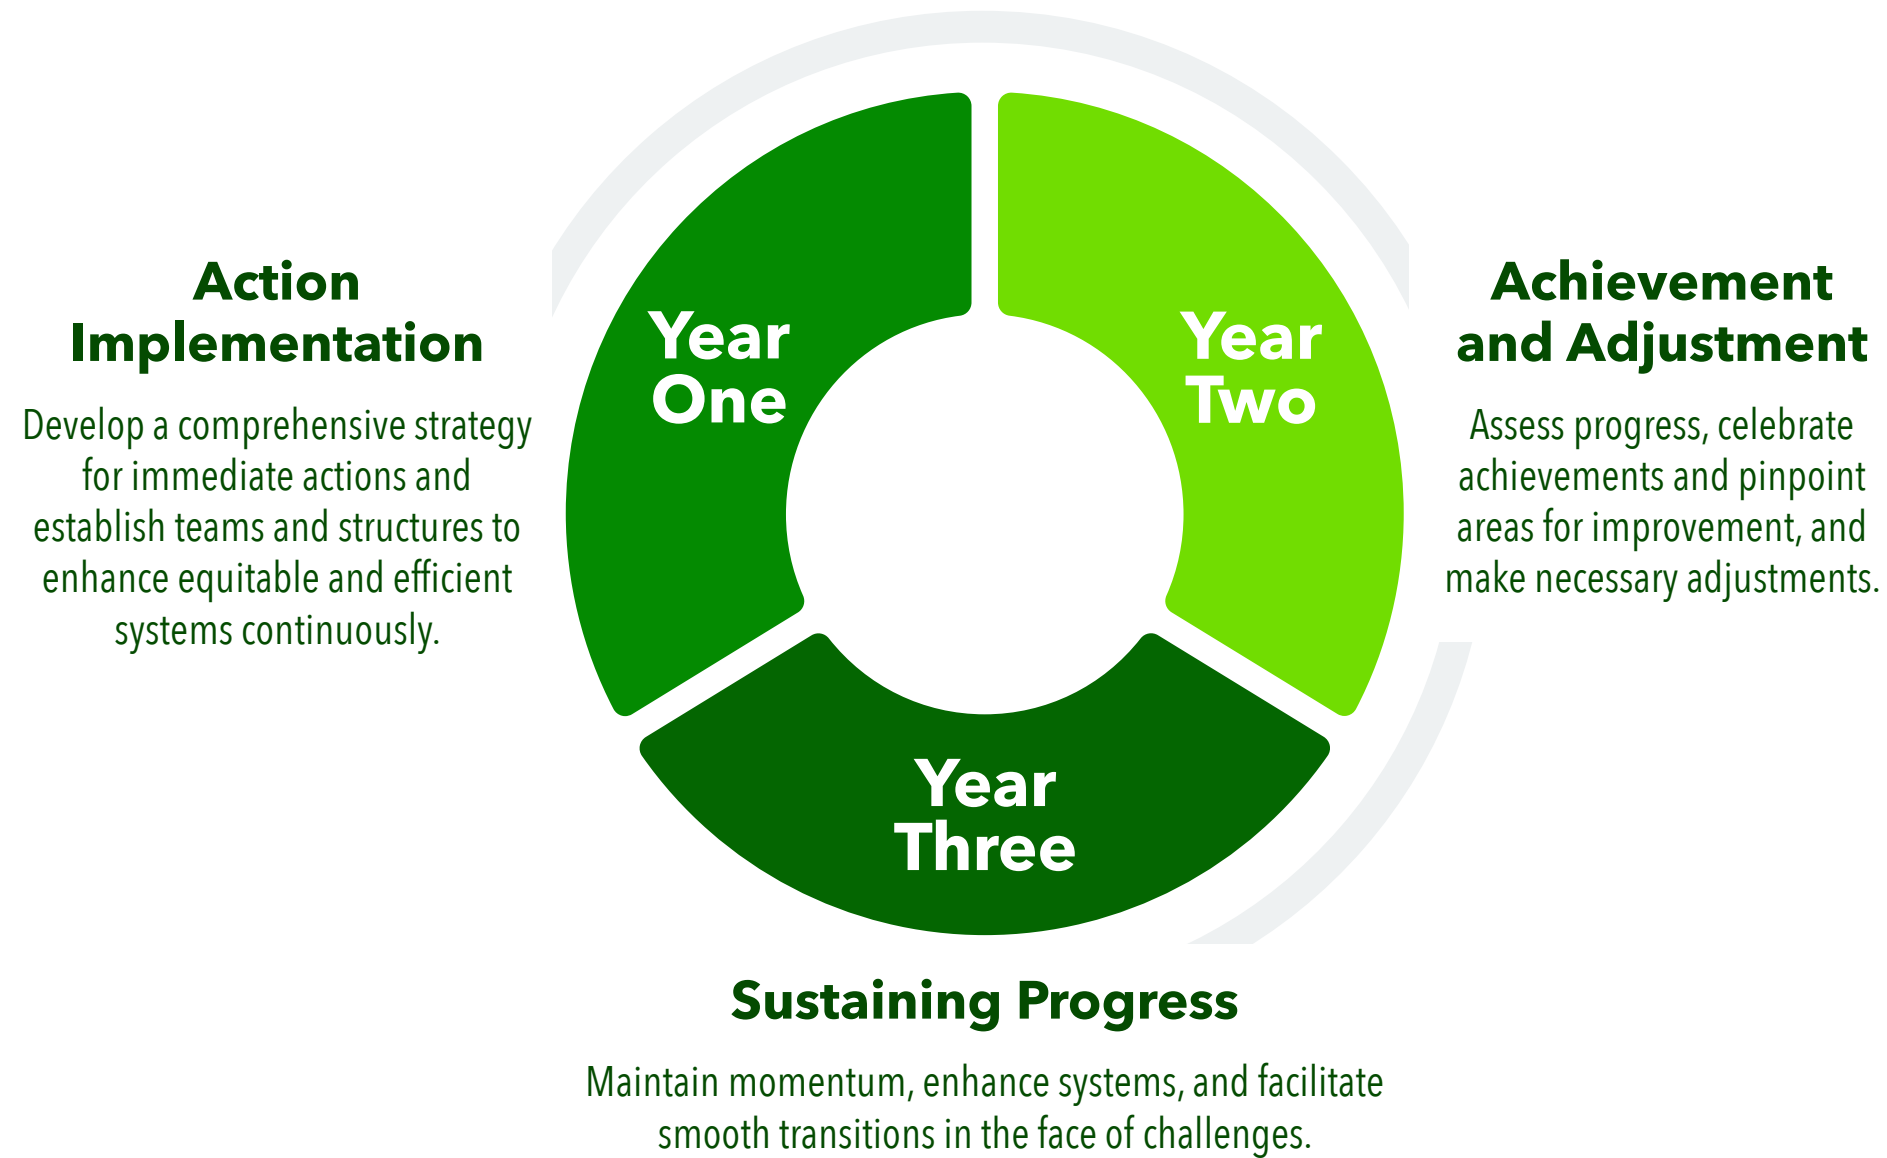 Action
Implementation
Develop a comprehensive strategy
for immediate actions and
establish teams and structures to
enhance equitable and efficient
systems continuously.
Year
One
Year
Two
Achievement
and Adjustment
Assess progress, celebrate
achievements and pinpoint
areas for improvement, and
make necessary adjustments.
Year
Three
Sustaining Progress
Maintain momentum, enhance systems, and facilitate
smooth transitions in the face of challenges.